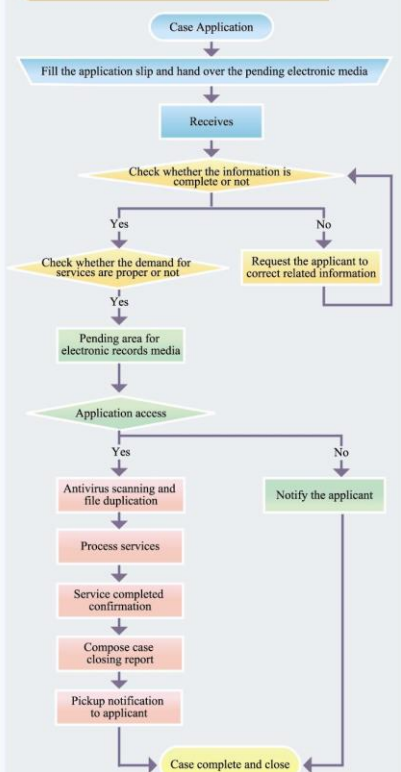 Case Application
Fill the application slip and hand over the pending electronic media
Receives
Check whether the information is
complete or not
Yes
No
Check whether the demand for
services are proper or not
Request the applicant to
correct related information
Yes
Pending area for
electronic records media
Application access
Yes
No
Antivirus scanning and
file duplication
Notify the applicant
Process services
Service completed
confirmation
Compose case
closing report
Pickup notification
to applicant
Case complete and close